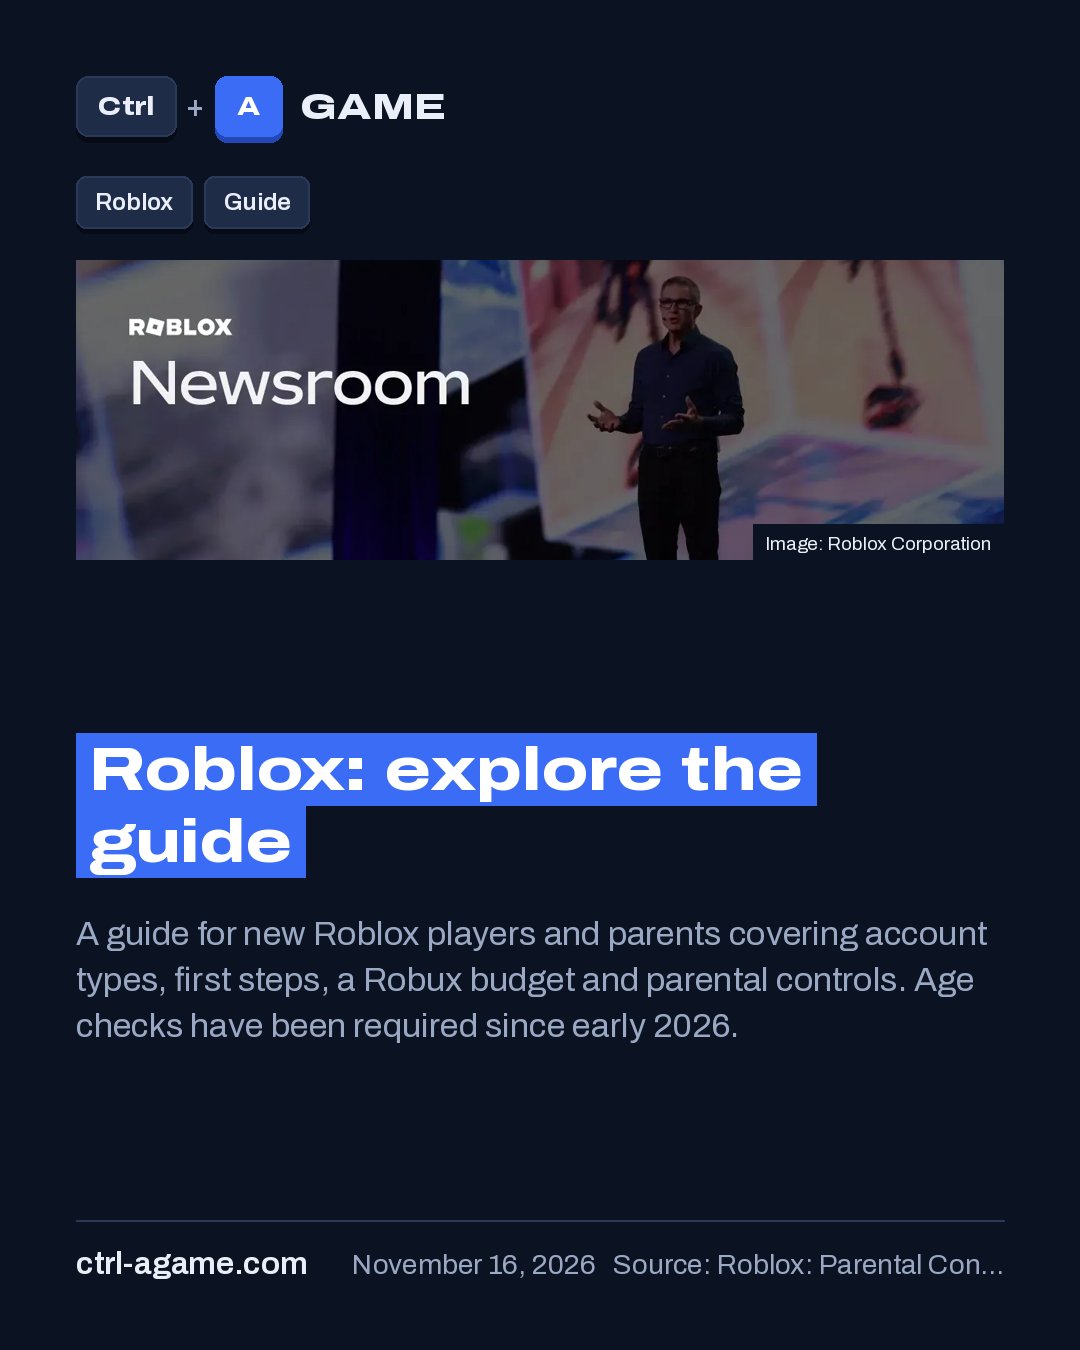 Ctrl + A GAME
Roblox Guide
ROBLOX
Newsroom
Image: Roblox Corporation
Roblox: explore the
guide
A guide for new Roblox players and parents covering account
types, first steps, a Robux budget and parental controls. Age
checks have been required since early 2026.
ctrl-agame.com November 16, 2026 Source: Roblox: Parental Con...